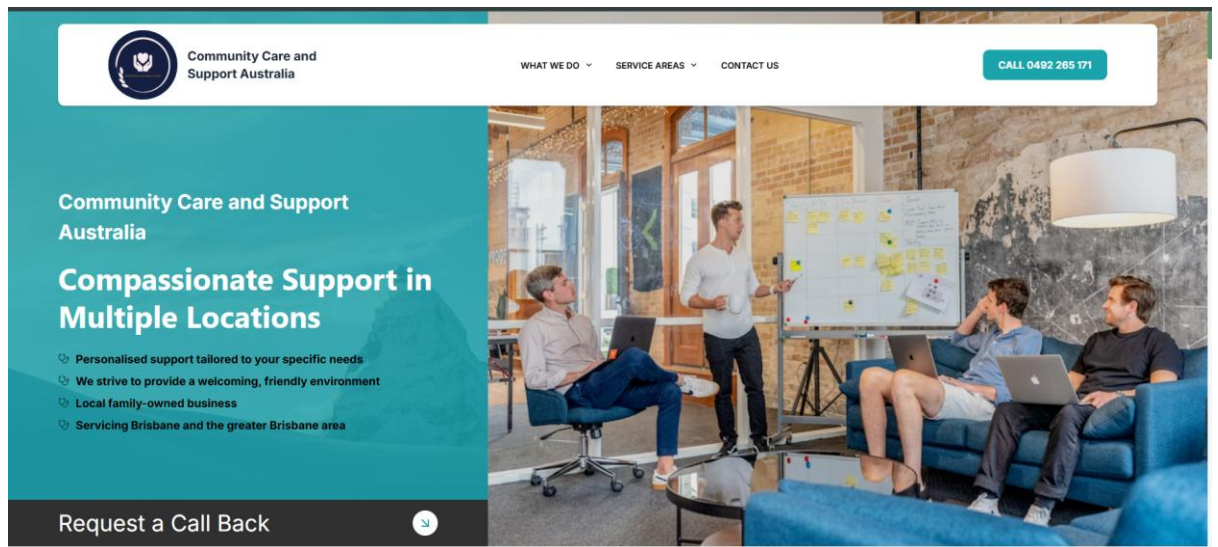 Community Care and
Support Australia
WHAT WE DO
SERVICE AREAS
CONTACT US
CALL 0492 265 171
Community Care and Support
Australia
Compassionate Support in
Multiple Locations
Personalised support tailored to your specific needs
We strive to provide a welcoming, friendly environment
Local family-owned business
Servicing Brisbane and the greater Brisbane area
Request a Call Back